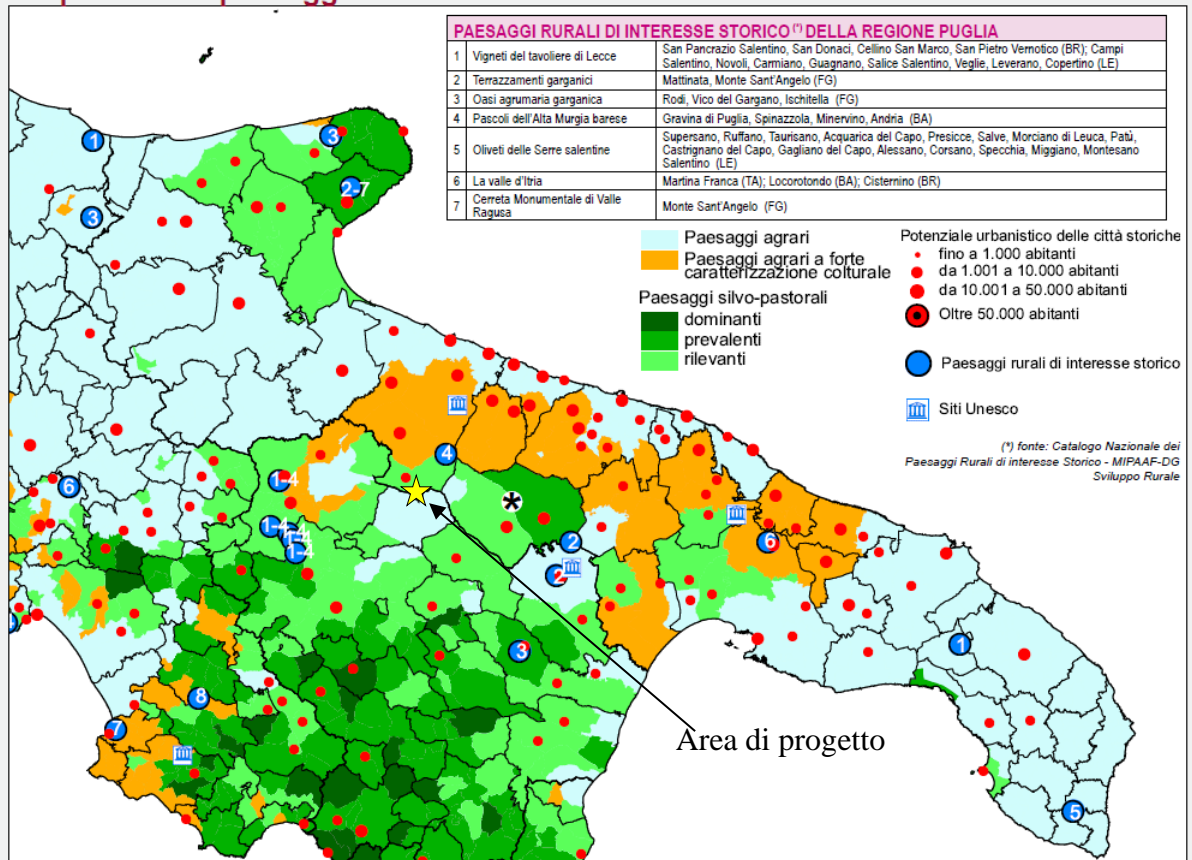 PAESAGGI RURALI DI INTERESSE STORICO (*) DELLA REGIONE PUGLIA
1 Vigneti del tavoliere di Lecce
San Pancrazio Salentino, San Donaci, Cellino San Marco, San Pietro Vernotico (BR); Campi
Salentino, Novoli, Carmiano, Guagnano, Salice Salentino, Veglie, Leverano, Copertino (LE)
2 Terrazzamenti garganici
Mattinata, Monte Sant'Angelo (FG)
3 Oasi agrumaria garganica
Rodi, Vico del Gargano, Ischitella (FG)
4 Pascoli dell'Alta Murgia barese
Gravina di Puglia, Spinazzola, Minervino, Andria (BA)
5 Oliveti delle Serre salentine
Supersano, Ruffano, Taurisano, Acquarica del Capo, Presicce, Salve, Morciano di Leuca, Patù,
Castrignano del Capo, Gagliano del Capo, Alessano, Corsano, Specchia, Miggiano, Montesano
Salentino (LE)
6 La valle d'Itria
Martina Franca (TA); Locorotondo (BA); Cisternino (BR)
7 Cerreta Monumentale di Valle
Ragusa
Monte Sant'Angelo (FG)
Paesaggi agrari
Paesaggi agrari a forte
caratterizzazione colturale
Paesaggi silvo-pastorali
dominanti
prevalenti
rilevanti
Potenziale urbanistico delle città storiche
fino a 1.000 abitanti
da 1.001 a 10.000 abitanti
da 10.001 a 50.000 abitanti
Oltre 50.000 abitanti
Paesaggi rurali di interesse storico
Siti Unesco
(*) fonte: Catalogo Nazionale dei
Paesaggi Rurali di interesse Storico - MIPAAF-DG
Sviluppo Rurale
1
3
2-7
3
4
6
1-4
1-4
1-4
1-4
*
2
2
6
3
1
8
7
5
Area di progetto